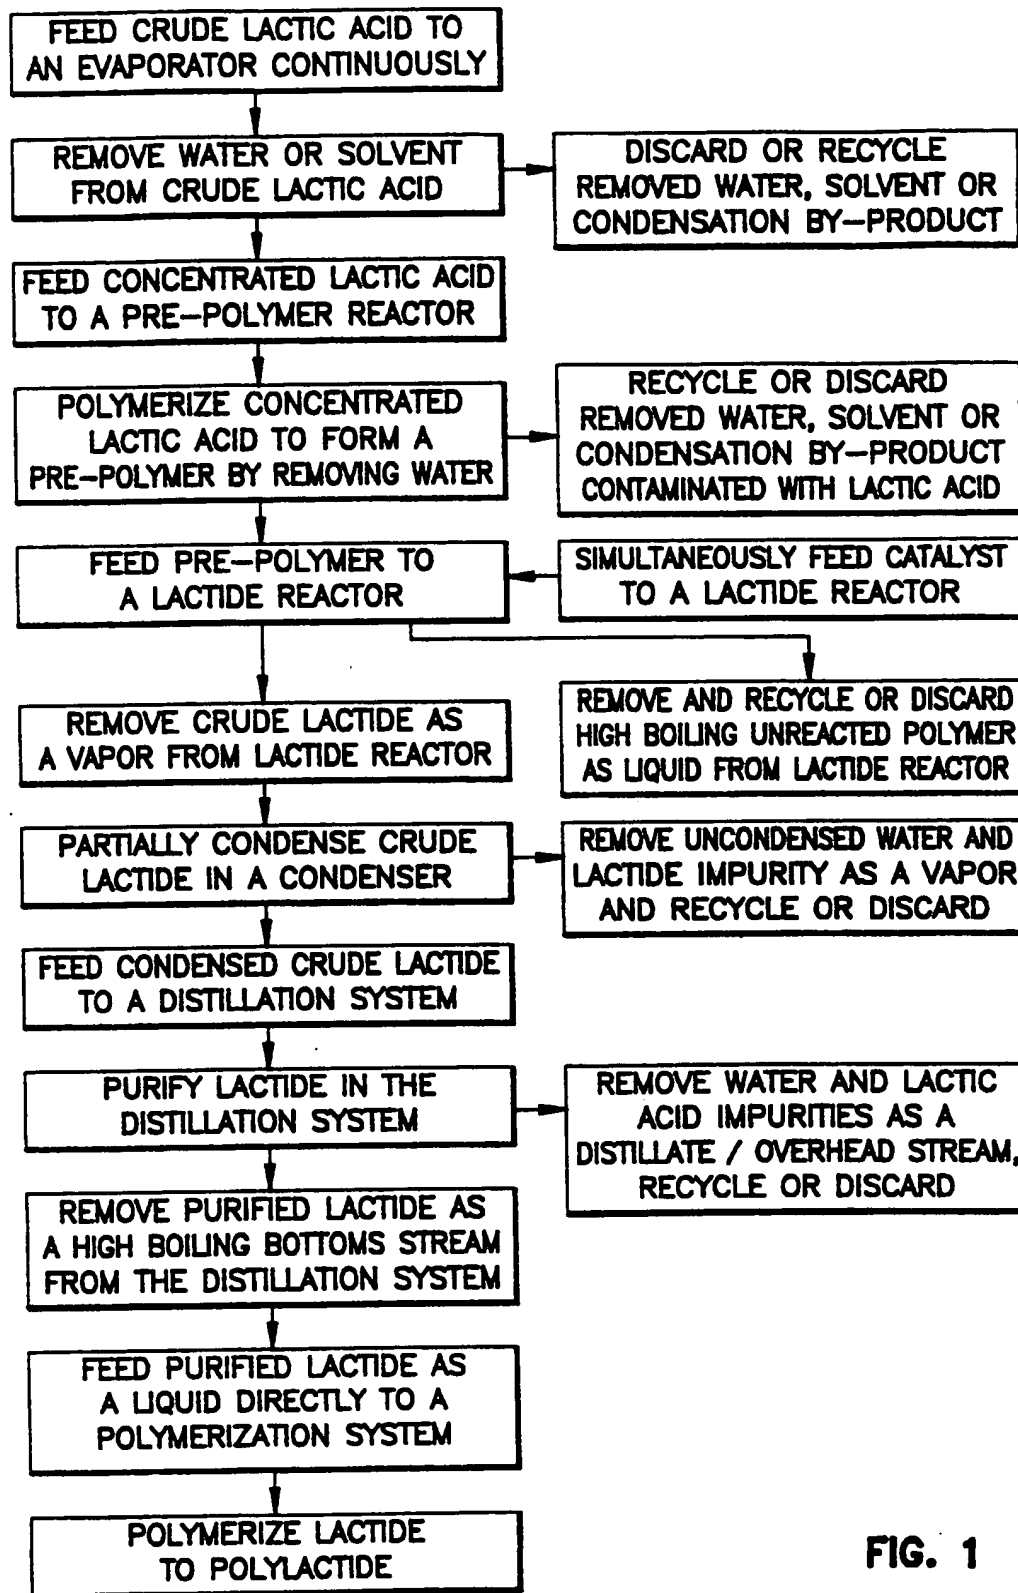 FEED CRUDE LACTIC ACID TO
AN EVAPORATOR CONTINUOUSLY
REMOVE WATER OR SOLVENT
FROM CRUDE LACTIC ACID
DISCARD OR RECYCLE
REMOVED WATER, SOLVENT OR
CONDENSATION BY-PRODUCT
FEED CONCENTRATED LACTIC ACID
TO A PRE-POLYMER REACTOR
POLYMERIZE CONCENTRATED
LACTIC ACID TO FORM A
PRE-POLYMER BY REMOVING WATER
RECYCLE OR DISCARD
REMOVED WATER, SOLVENT OR
CONDENSATION BY-PRODUCT
CONTAMINATED WITH LACTIC ACID
FEED PRE-POLYMER TO
A LACTIDE REACTOR
SIMULTANEOUSLY FEED CATALYST
TO A LACTIDE REACTOR
REMOVE CRUDE LACTIDE AS
A VAPOR FROM LACTIDE REACTOR
REMOVE AND RECYCLE OR DISCARD
HIGH BOILING UNREACTED POLYMER
AS LIQUID FROM LACTIDE REACTOR
PARTIALLY CONDENSE CRUDE
LACTIDE IN A CONDENSER
REMOVE UNCONDENSED WATER AND
LACTIDE IMPURITY AS A VAPOR
AND RECYCLE OR DISCARD
FEED CONDENSED CRUDE LACTIDE
TO A DISTILLATION SYSTEM
PURIFY LACTIDE IN THE
DISTILLATION SYSTEM
REMOVE WATER AND LACTIC
ACID IMPURITIES AS A
DISTILLATE / OVERHEAD STREAM,
RECYCLE OR DISCARD
REMOVE PURIFIED LACTIDE AS
A HIGH BOILING BOTTOMS STREAM
FROM THE DISTILLATION SYSTEM
FEED PURIFIED LACTIDE AS
A LIQUID DIRECTLY TO A
POLYMERIZATION SYSTEM
POLYMERIZE LACTIDE
TO POLYLACTIDE
FIG. 1